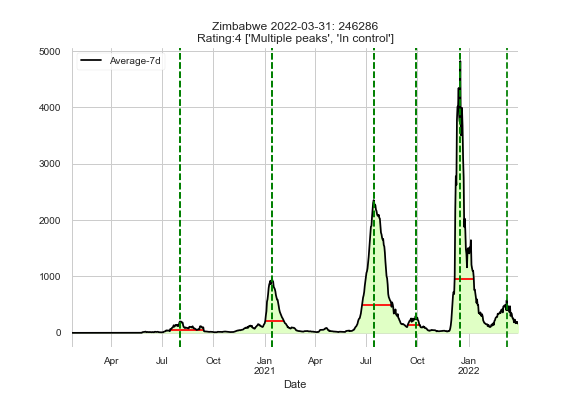 Zimbabwe 2022-03-31: 246286
Rating:4 ['Multiple peaks', 'In control']
Average-7d
5000
4000
3000
2000
1000
0
Apr Jul Oct Jan Apr Jul Oct Jan
2021 2022
Date